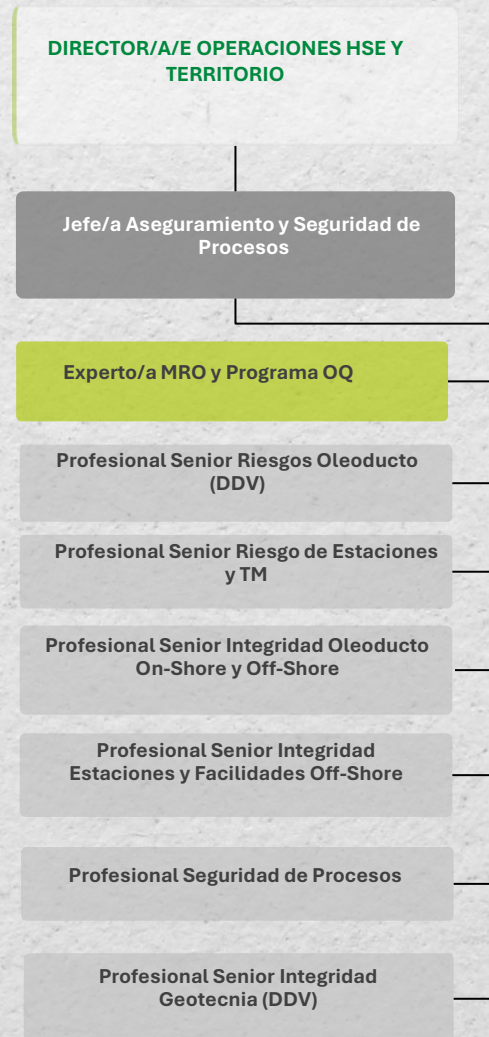 DIRECTOR/A/E OPERACIONES HSE Y
TERRITORIO
Jefe/a Aseguramiento y Seguridad de
Procesos
Experto/a MRO y Programa OQ
Profesional Senior Riesgos Oleoducto
(DDV)
Profesional Senior Riesgo de Estaciones
y TM
Profesional Senior Integridad Oleoducto
On-Shore y Off-Shore
Profesional Senior Integridad
Estaciones y Facilidades Off-Shore
Profesional Seguridad de Procesos
Profesional Senior Integridad
Geotecnia (DDV)